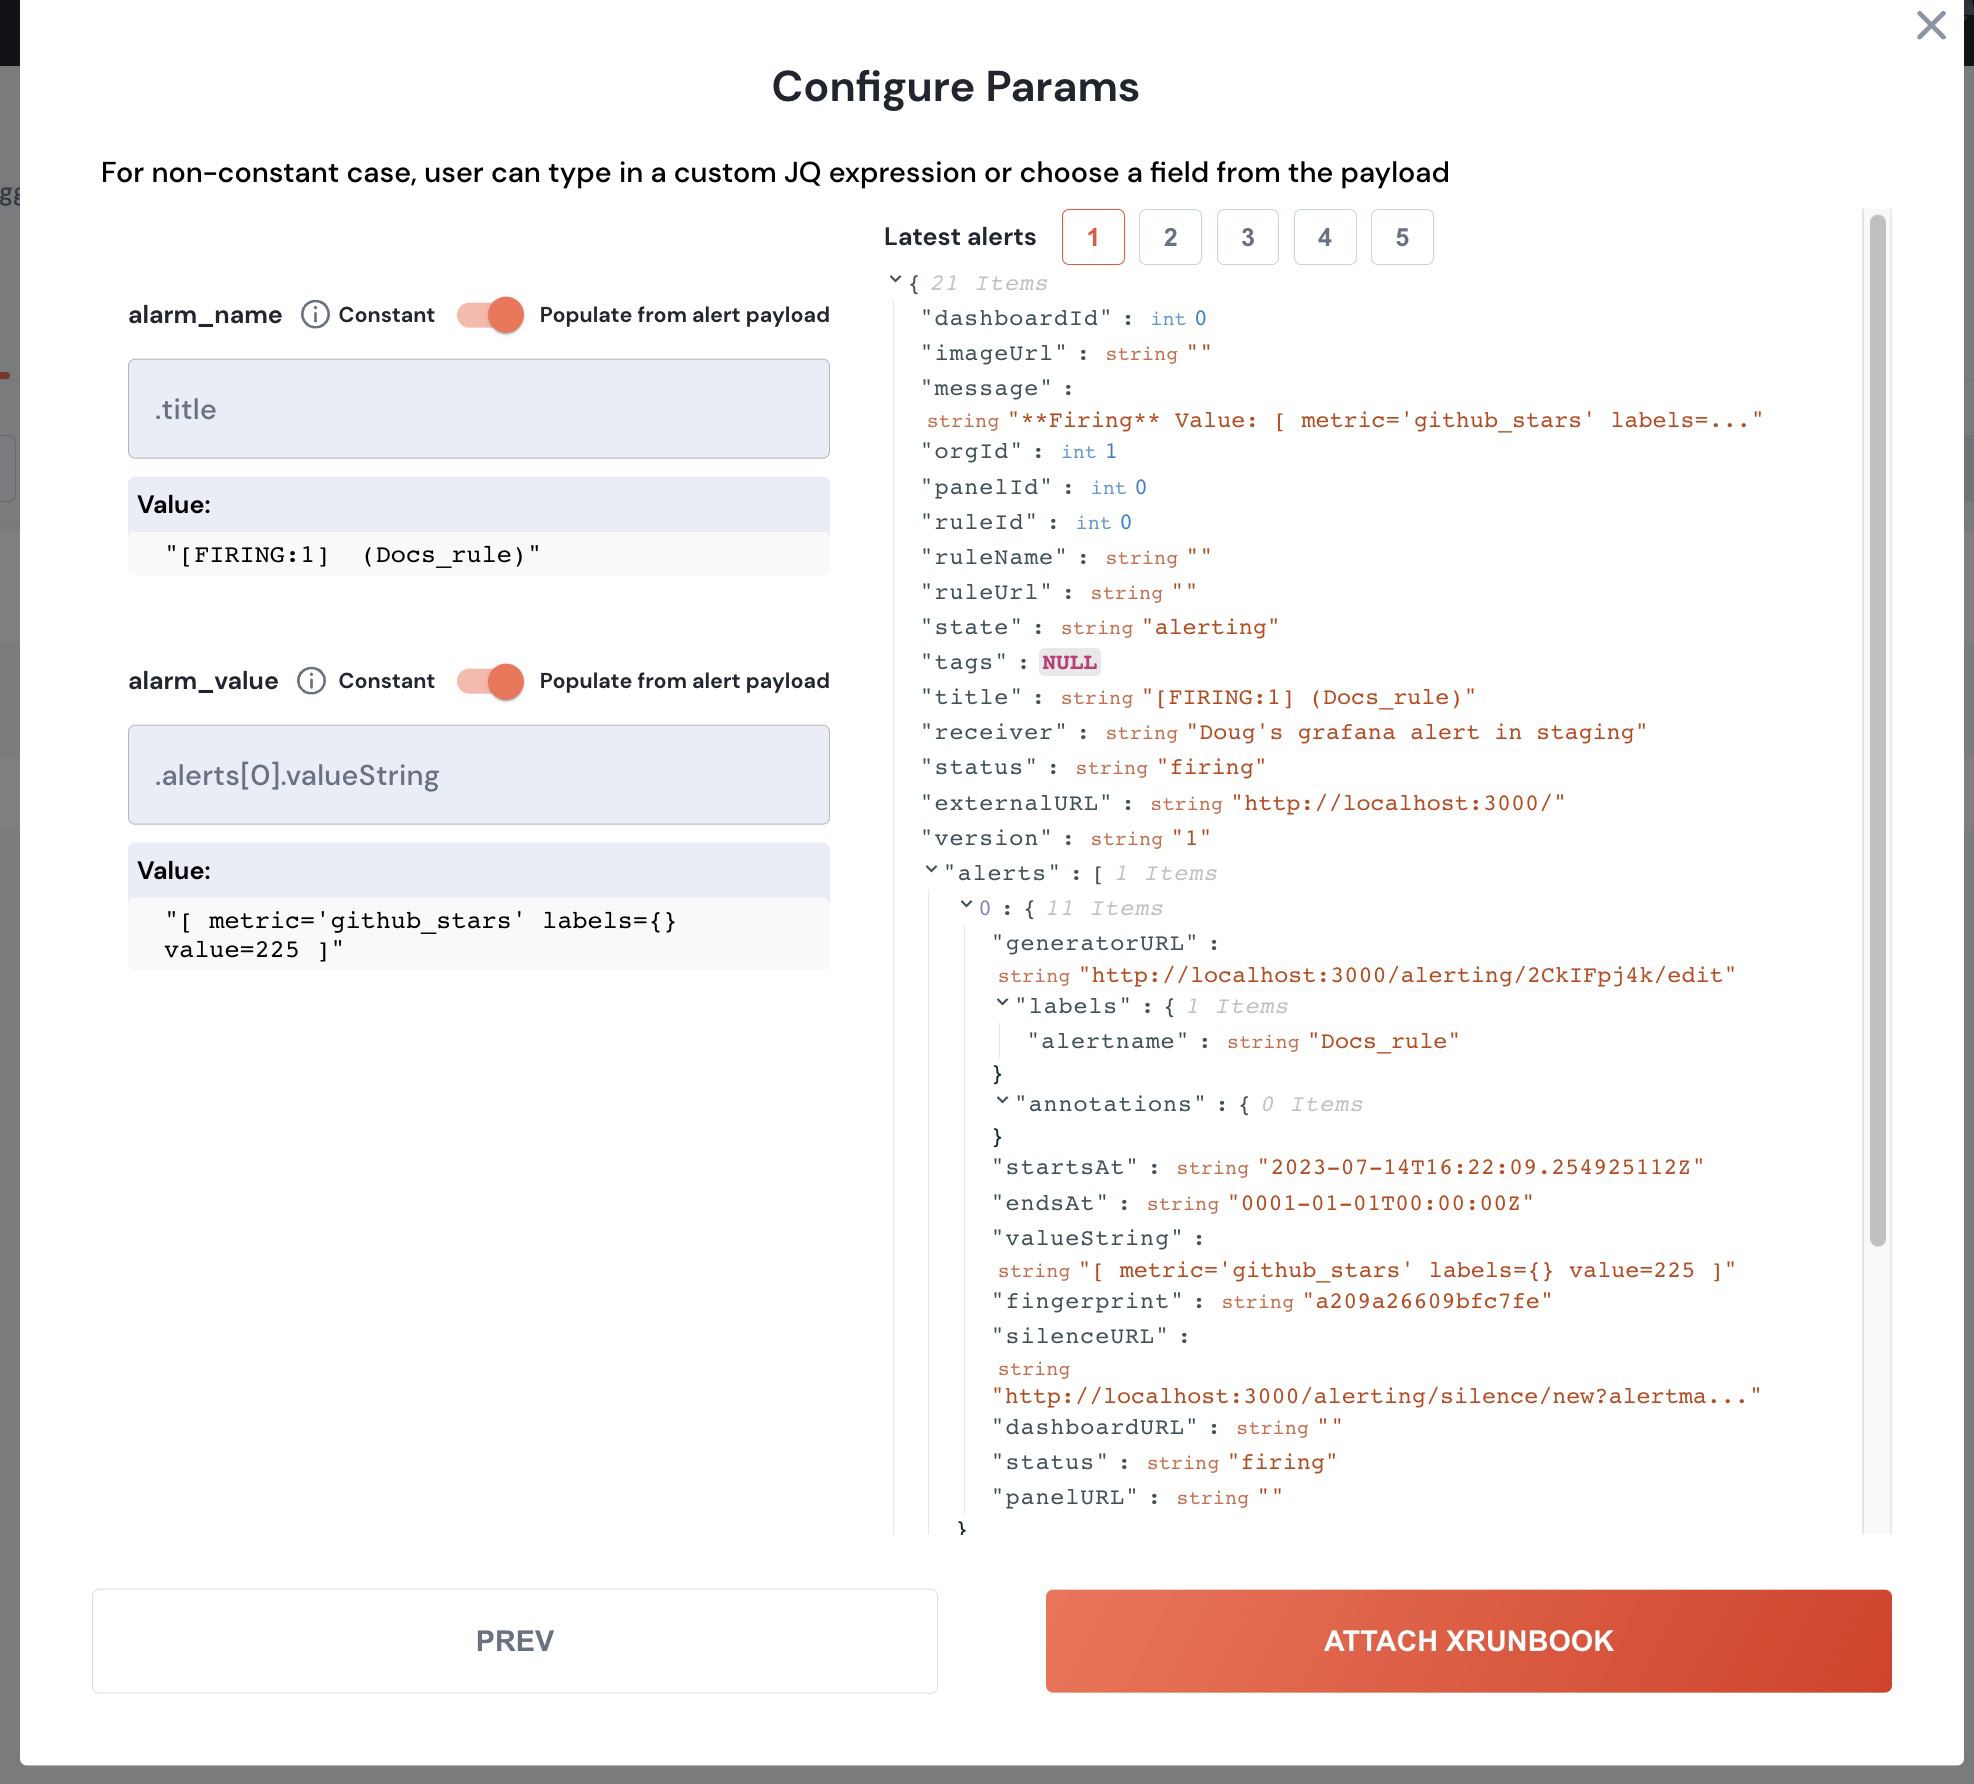 Configure Params
For non-constant case, user can type in a custom JQ expression or choose a field from the payload
alarm_name Constant Populate from alert payload
.title
Value:
"[FIRING:1]  (Docs_rule)"
alarm_value Constant Populate from alert payload
.alerts[0].valueString
Value:
"[ metric='github_stars' labels={}
value=225 ]"
Latest alerts 1 2 3 4 5
{ 21 Items
"dashboardId" : int 0
"imageUrl" : string ""
"message" :
string "**Firing** Value: [ metric='github_stars' labels=..."
"orgId" : int 1
"panelId" : int 0
"ruleId" : int 0
"ruleName" : string ""
"ruleUrl" : string ""
"state" : string "alerting"
"tags" : NULL
"title" : string "[FIRING:1] (Docs_rule)"
"receiver" : string "Doug's grafana alert in staging"
"status" : string "firing"
"externalURL" : string "http://localhost:3000/"
"version" : string "1"
"alerts" : [ 1 Items
0 : { 11 Items
"generatorURL" :
string "http://localhost:3000/alerting/2CkIFpj4k/edit"
"labels" : { 1 Items
"alertname" : string "Docs_rule"
}
"annotations" : { 0 Items
}
"startsAt" : string "2023-07-14T16:22:09.254925112Z"
"endsAt" : string "0001-01-01T00:00:00Z"
"valueString" :
string "[ metric='github_stars' labels={} value=225 ]"
"fingerprint" : string "a209a26609bfc7fe"
"silenceURL" :
string
"http://localhost:3000/alerting/silence/new?alertma..."
"dashboardURL" : string ""
"status" : string "firing"
"panelURL" : string ""
}
PREV
ATTACH XRUNBOOK